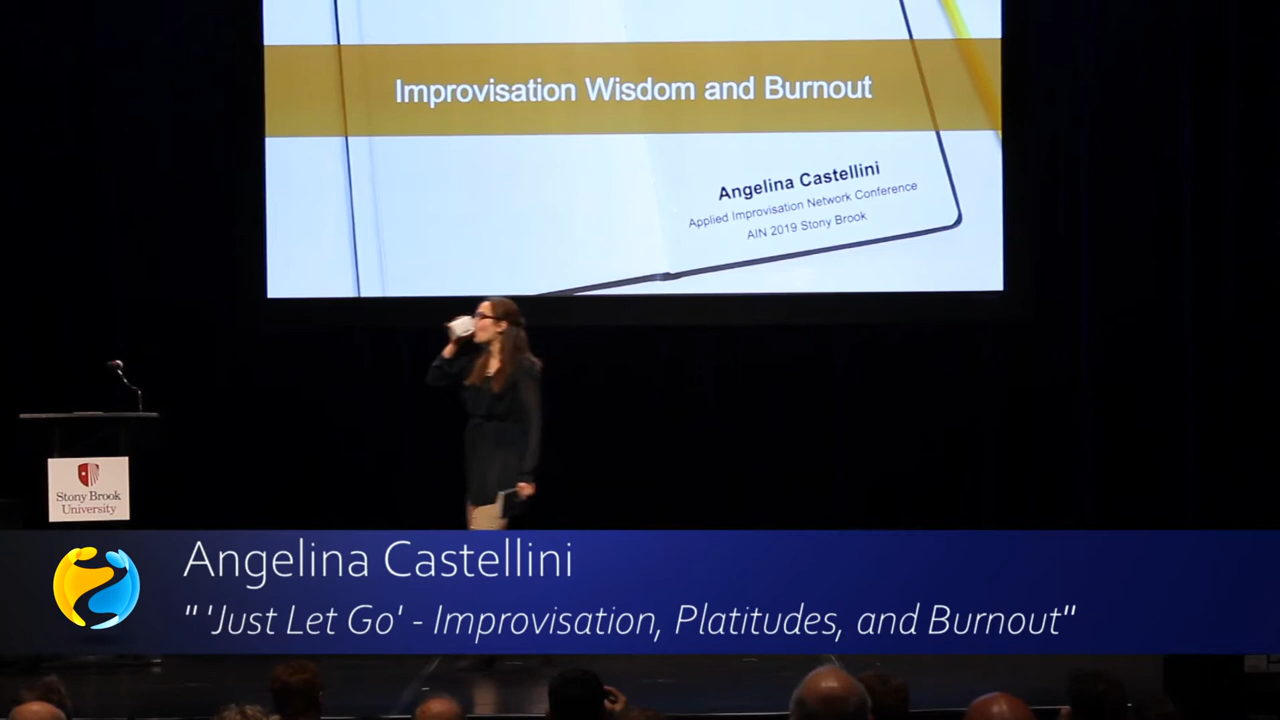 Improvisation Wisdom and Burnout
Angelina Castellini
Applied Improvisation Network Conference
AIN 2019 Stony Brook
Stony Brook
University
Angelina Castellini
" 'Just Let Go' - Improvisation, Platitudes, and Burnout"